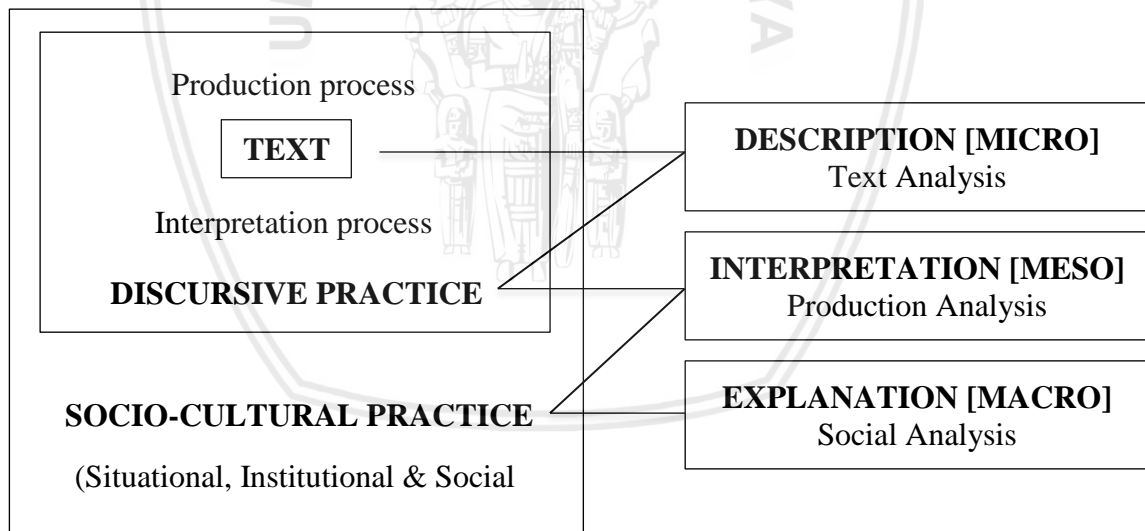 Production process
TEXT
Interpretation process
DISCURSIVE PRACTICE
SOCIO-CULTURAL PRACTICE
(Situational, Institutional & Social
DESCRIPTION [MICRO]
Text Analysis
INTERPRETATION [MESO]
Production Analysis
EXPLANATION [MACRO]
Social Analysis